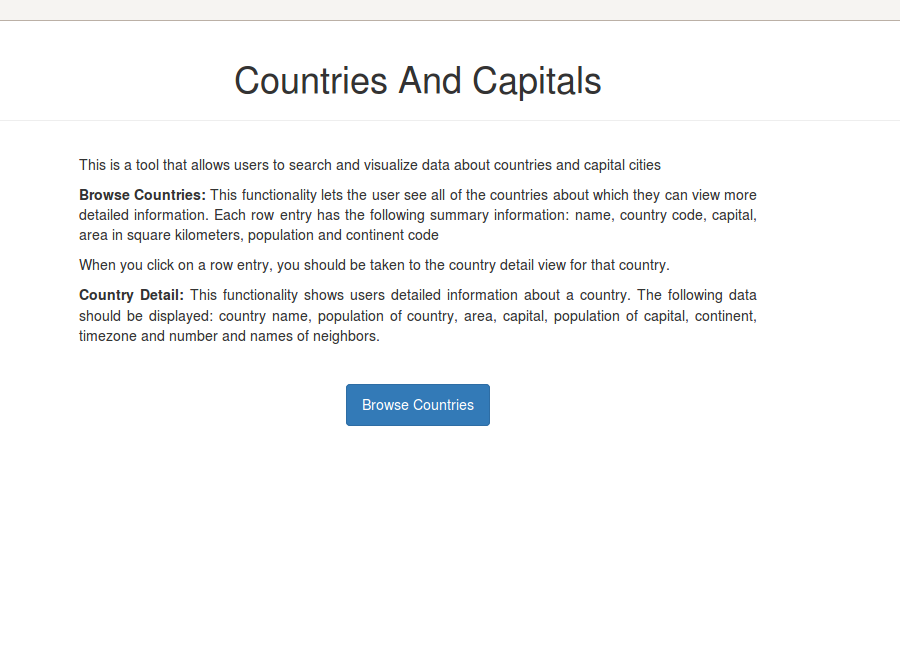 Countries And Capitals
This is a tool that allows users to search and visualize data about countries and capital cities
Browse Countries: This functionality lets the user see all of the countries about which they can view more
detailed information. Each row entry has the following summary information: name, country code, capital,
area in square kilometers, population and continent code
When you click on a row entry, you should be taken to the country detail view for that country.
Country Detail: This functionality shows users detailed information about a country. The following data
should be displayed: country name, population of country, area, capital, population of capital, continent,
timezone and number and names of neighbors.
Browse Countries